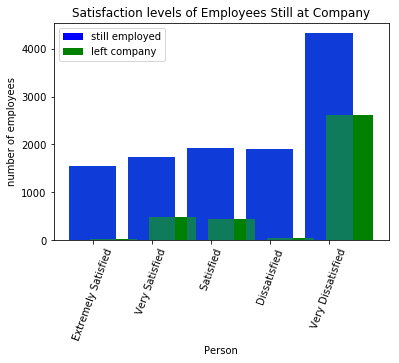 Satisfaction levels of Employees Still at Company
still employed
left company
number of employees
4000
3000
2000
1000
0
Extremely Satisfied
Very Satisfied
Satisfied
Dissatisfied
Very Dissatisfied
Person